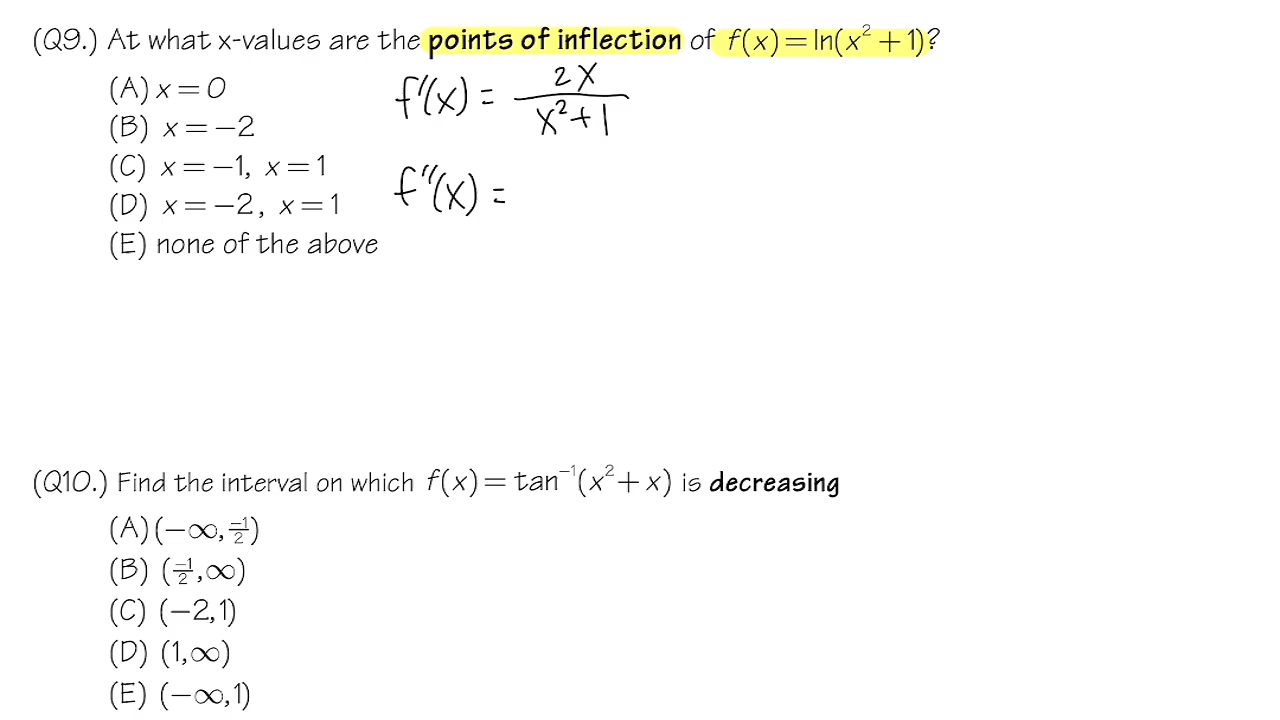 (Q9.) At what x-values are the points of inflection of f(x) = ln(x² + 1)?
(A) x = 0
f'(x) = 2x / x² + 1
(B) x = −2
(C) x = −1, x = 1
f''(x) =
(D) x = −2, x = 1
(E) none of the above
(Q10.) Find the interval on which f(x) = tan⁻¹(x² + x) is decreasing
(A) (−∞, −1/2)
(B) (−1/2, ∞)
(C) (−2, 1)
(D) (1, ∞)
(E) (−∞, 1)